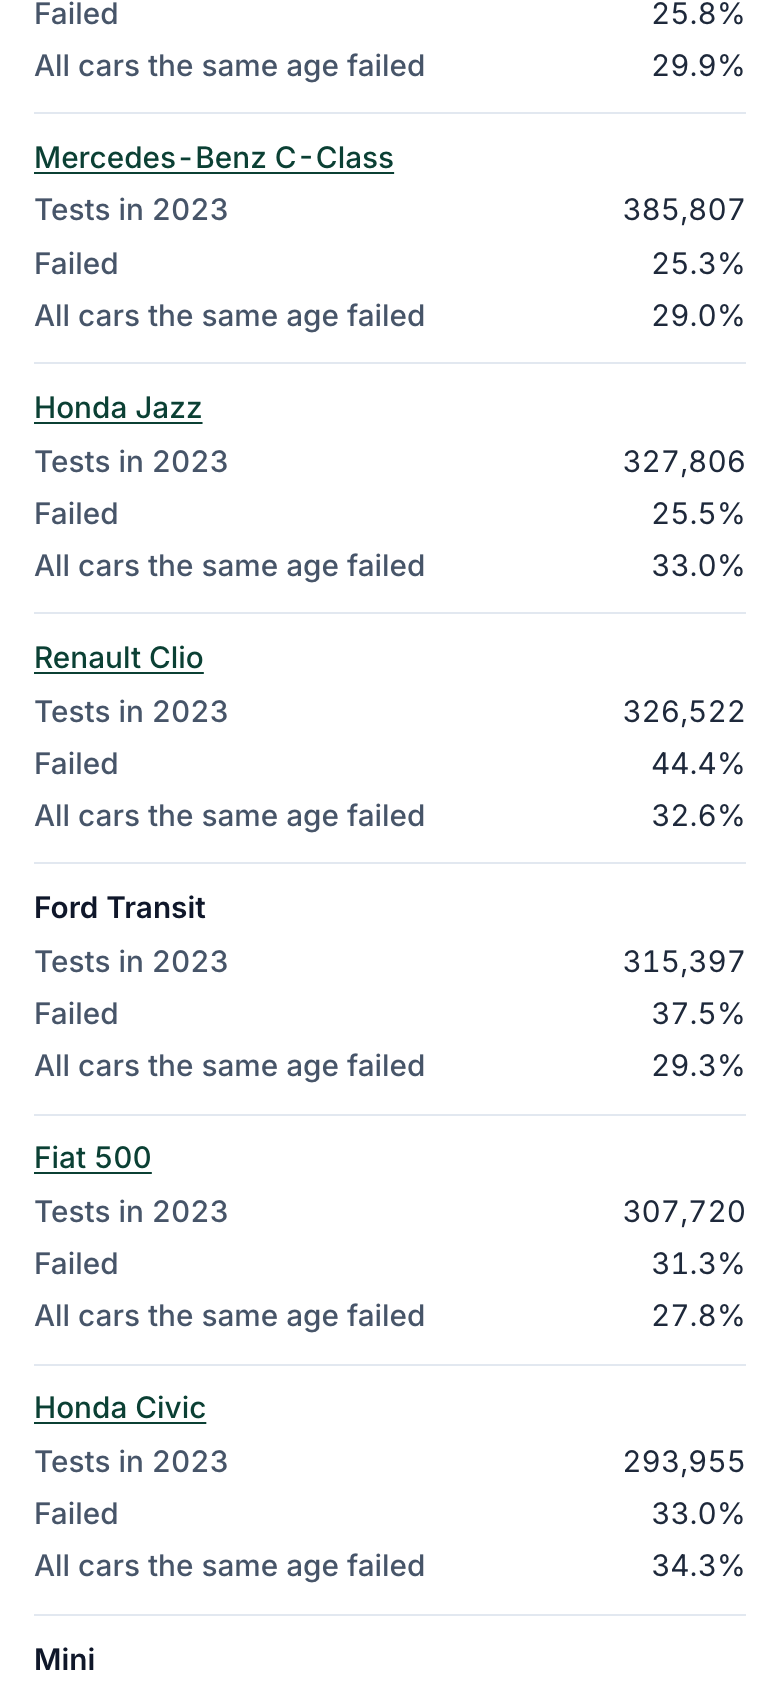 Failed 25.8%
All cars the same age failed 29.9%
Mercedes-Benz C-Class
Tests in 2023 385,807
Failed 25.3%
All cars the same age failed 29.0%
Honda Jazz
Tests in 2023 327,806
Failed 25.5%
All cars the same age failed 33.0%
Renault Clio
Tests in 2023 326,522
Failed 44.4%
All cars the same age failed 32.6%
Ford Transit
Tests in 2023 315,397
Failed 37.5%
All cars the same age failed 29.3%
Fiat 500
Tests in 2023 307,720
Failed 31.3%
All cars the same age failed 27.8%
Honda Civic
Tests in 2023 293,955
Failed 33.0%
All cars the same age failed 34.3%
Mini